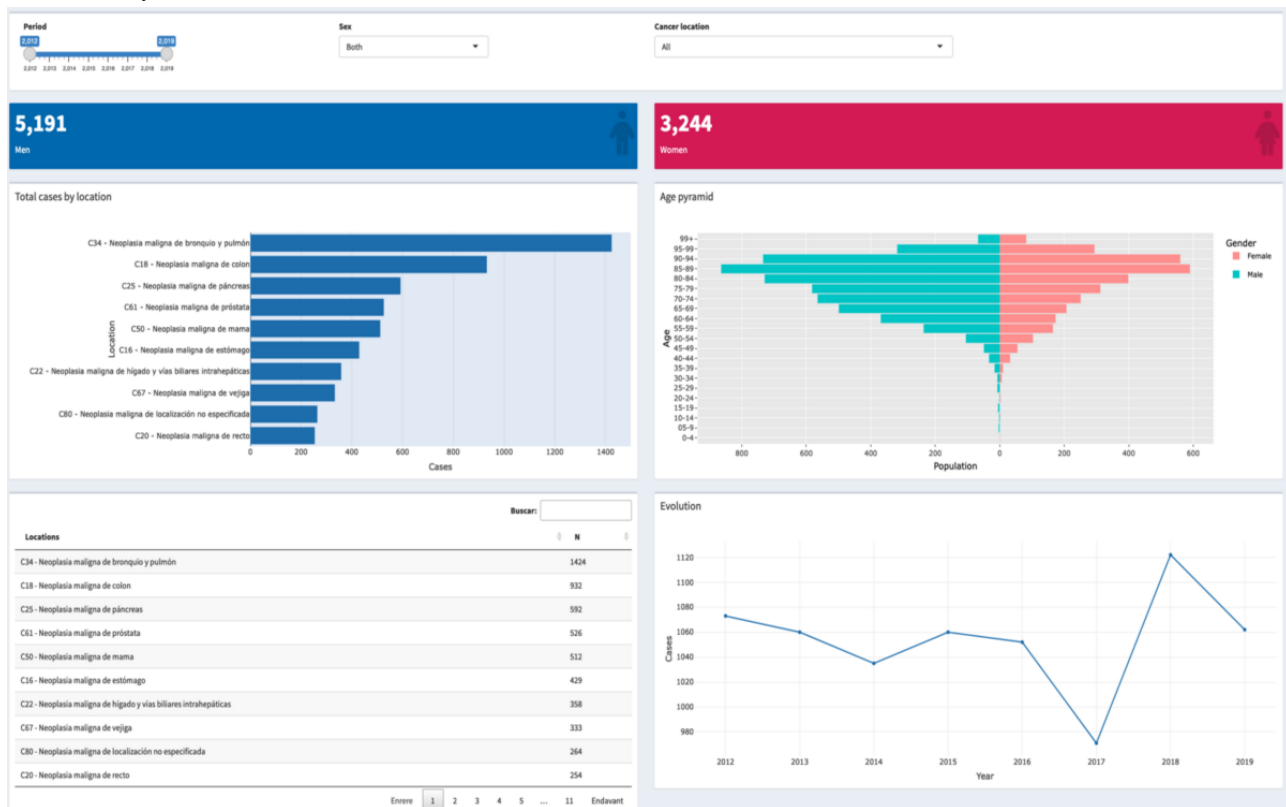 Period
Sex
Cancer location
2,012 2,019
Both
All
2,012 2,013 2,014 2,015 2,016 2,017 2,018 2,019
5,191
Men
3,244
Women
Total cases by location
C34 - Neoplasia maligna de bronquio y pulmón
C18 - Neoplasia maligna de colon
C25 - Neoplasia maligna de páncreas
C61 - Neoplasia maligna de próstata
C50 - Neoplasia maligna de mama
C16 - Neoplasia maligna de estómago
C22 - Neoplasia maligna de hígado y vías biliares intrahepáticas
C67 - Neoplasia maligna de vejiga
C80 - Neoplasia maligna de localización no especificada
C20 - Neoplasia maligna de recto
Location
0 200 400 600 800 1000 1200 1400
Cases
Age pyramid
99+
95-99
90-94
85-89
80-84
75-79
70-74
65-69
60-64
55-59
50-54
45-49
40-44
35-39
30-34
25-29
20-24
15-19
10-14
05-9
0-4
Age
800 600 400 200 0 200 400 600
Population
Gender
Female
Male
Buscar:
Locations N
C34 - Neoplasia maligna de bronquio y pulmón 1424
C18 - Neoplasia maligna de colon 932
C25 - Neoplasia maligna de páncreas 592
C61 - Neoplasia maligna de próstata 526
C50 - Neoplasia maligna de mama 512
C16 - Neoplasia maligna de estómago 429
C22 - Neoplasia maligna de hígado y vías biliares intrahepáticas 358
C67 - Neoplasia maligna de vejiga 333
C80 - Neoplasia maligna de localización no especificada 264
C20 - Neoplasia maligna de recto 254
Enrere 1 2 3 4 5 ... 11 Endavant
Evolution
1120
1100
1080
1060
1040
1020
1000
980
Cases
2012 2013 2014 2015 2016 2017 2018 2019
Year